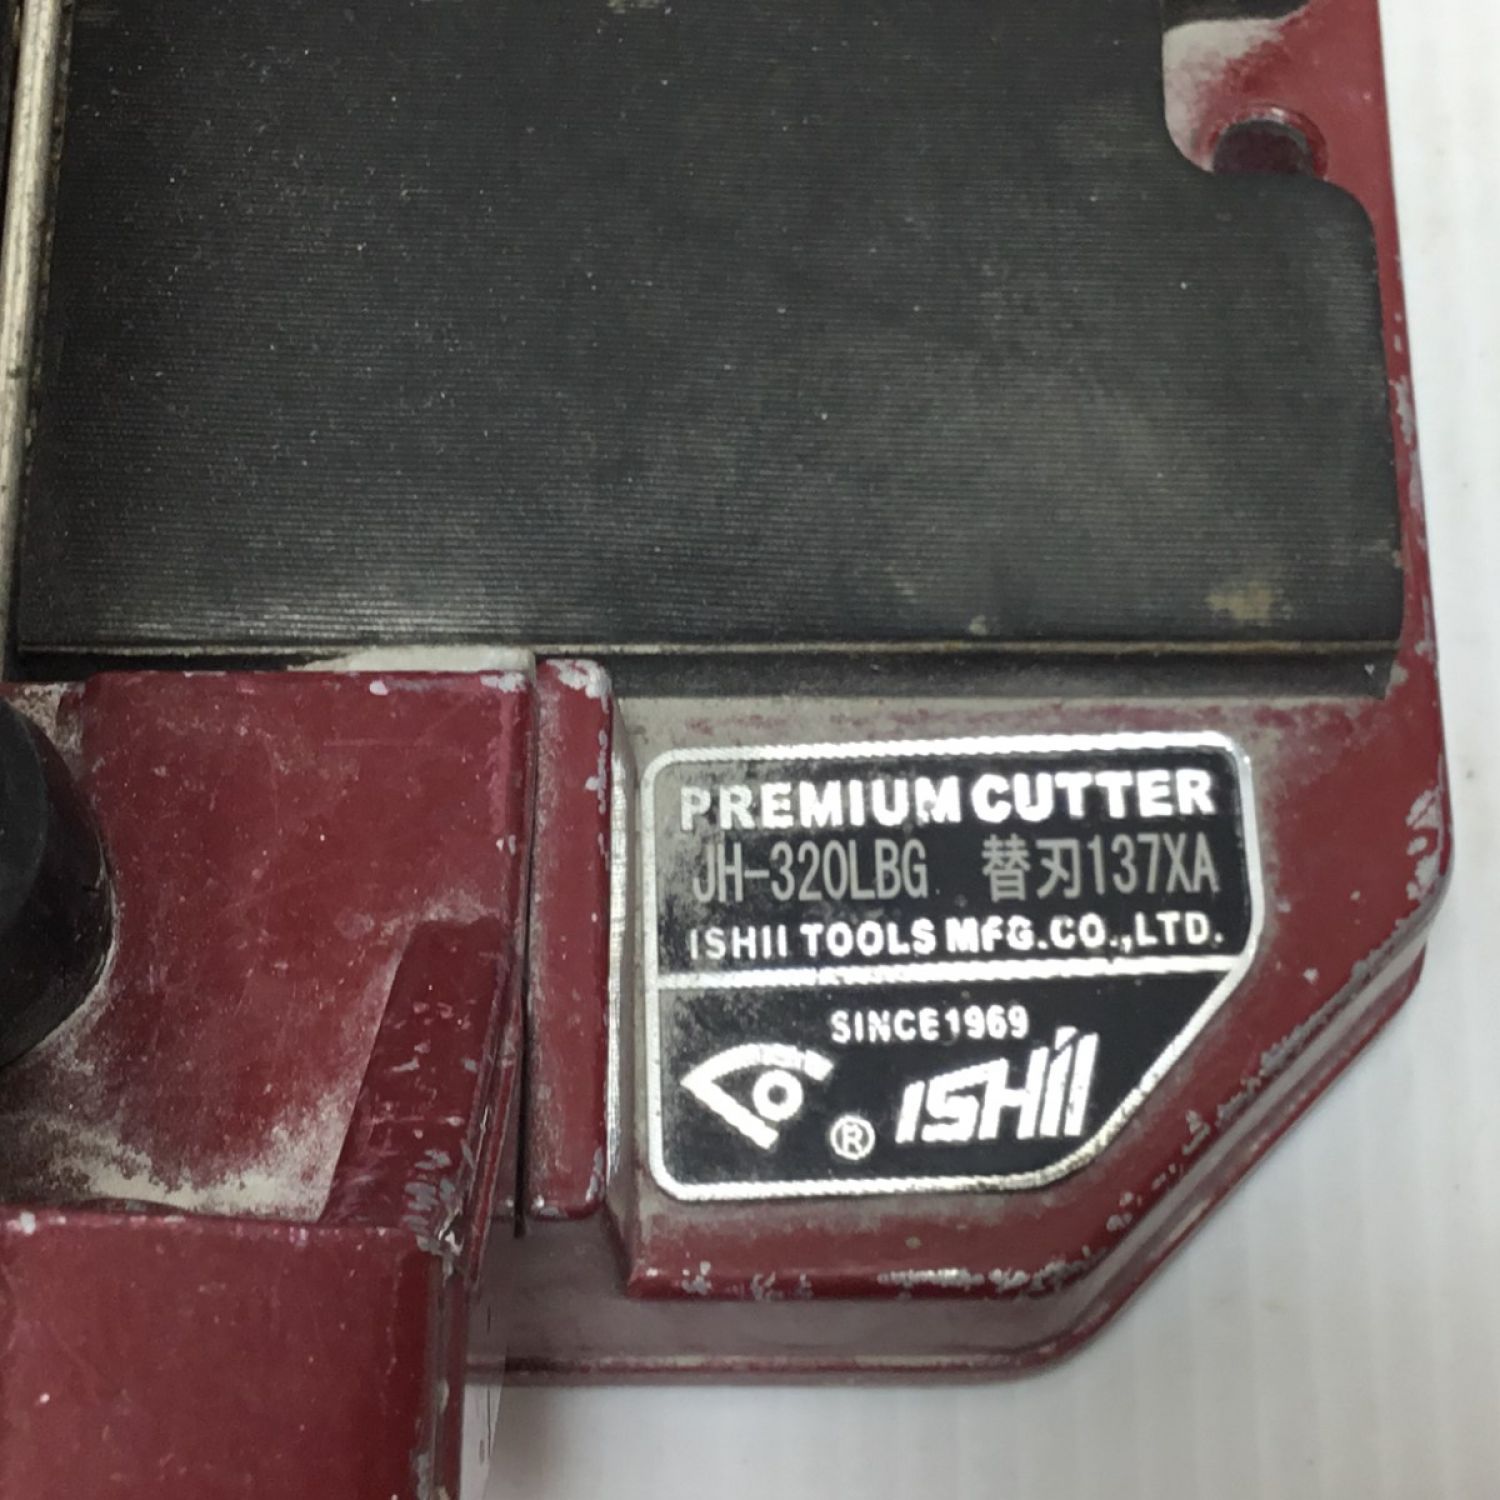 PREMIUM CUTTER
JH-320LBG 替刃137XA
ISHII TOOLS MFG.CO.,LTD.
SINCE1969
® ISHII